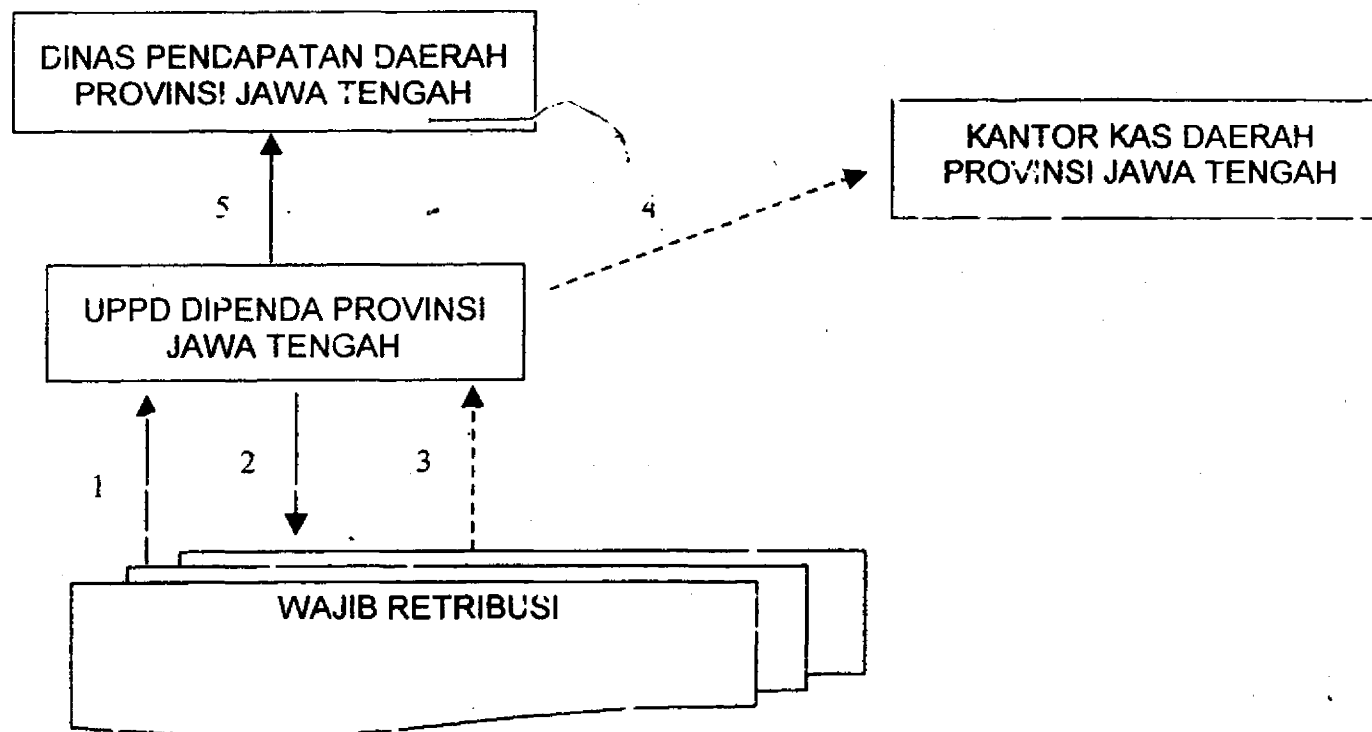 DINAS PENDAPATAN DAERAH
PROVINSI JAWA TENGAH
KANTOR KAS DAERAH
PROVINSI JAWA TENGAH
5
4
UPPD DIPENDA PROVINSI
JAWA TENGAH
1
2
3
WAJIB RETRIBUSI